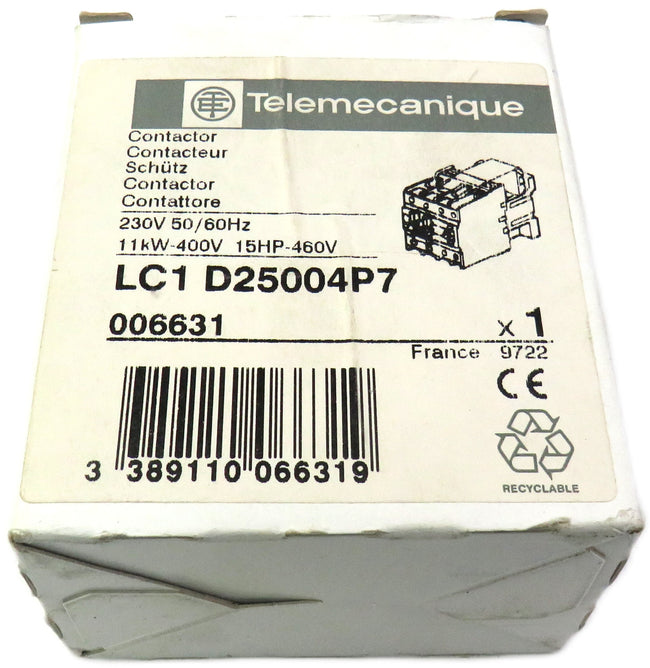 Telemecanique
Contactor
Contacteur
Schütz
Contactor
Contattore
230V 50/60Hz
11kW-400V 15HP-460V
LC1 D25004P7
006631 x 1
France 9722
CE
3 389110 066319
RECYCLABLE